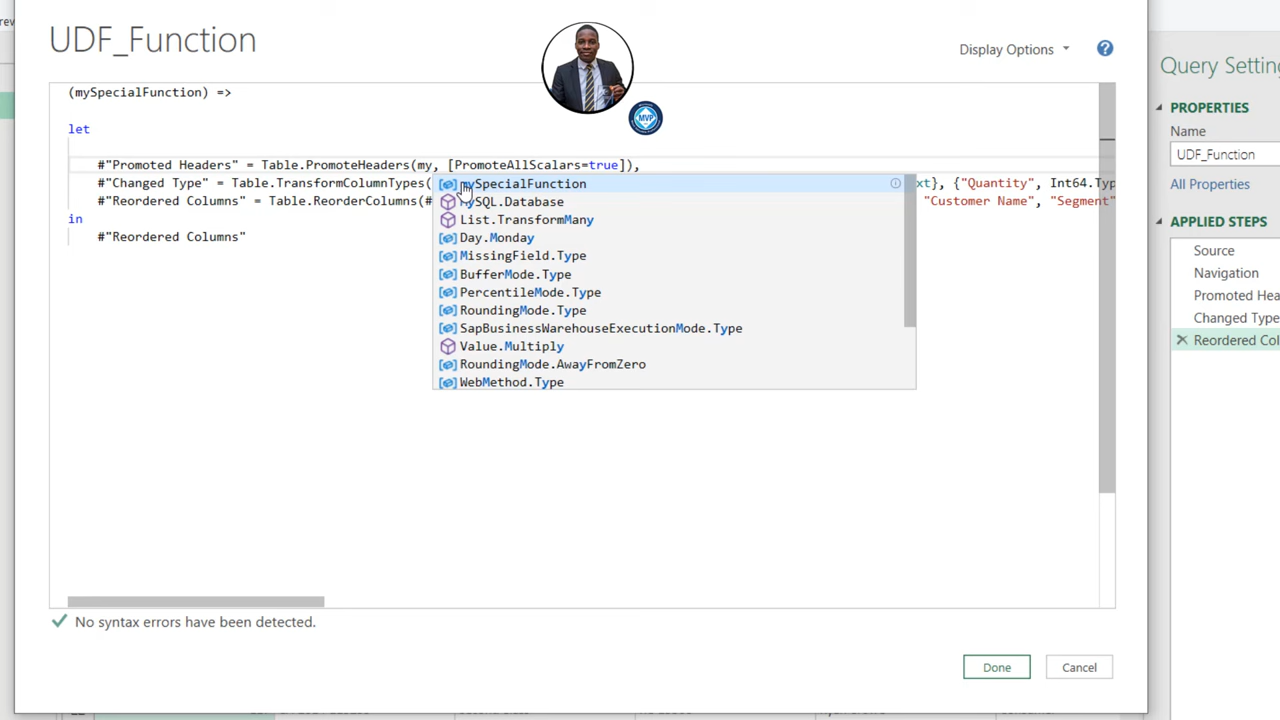 UDF_Function
Display Options
?
Query Setting
(mySpecialFunction) =>
MVP
PROPERTIES
let
Name
#"Promoted Headers" = Table.PromoteHeaders(my, [PromoteAllScalars=true]),
UDF_Function
#"Changed Type" = Table.TransformColumnTypes(
xt}, {"Quantity", Int64.Typ
#"Reordered Columns" = Table.ReorderColumns(#
"Customer Name", "Segment"
in
#"Reordered Columns"
mySpecialFunction
MySQL.Database
List.TransformMany
Day.Monday
MissingField.Type
BufferMode.Type
PercentileMode.Type
RoundingMode.Type
SapBusinessWarehouseExecutionMode.Type
Value.Multiply
RoundingMode.AwayFromZero
WebMethod.Type
All Properties
APPLIED STEPS
Source
Navigation
Promoted Hea
Changed Type
Reordered Col
No syntax errors have been detected.
Done
Cancel